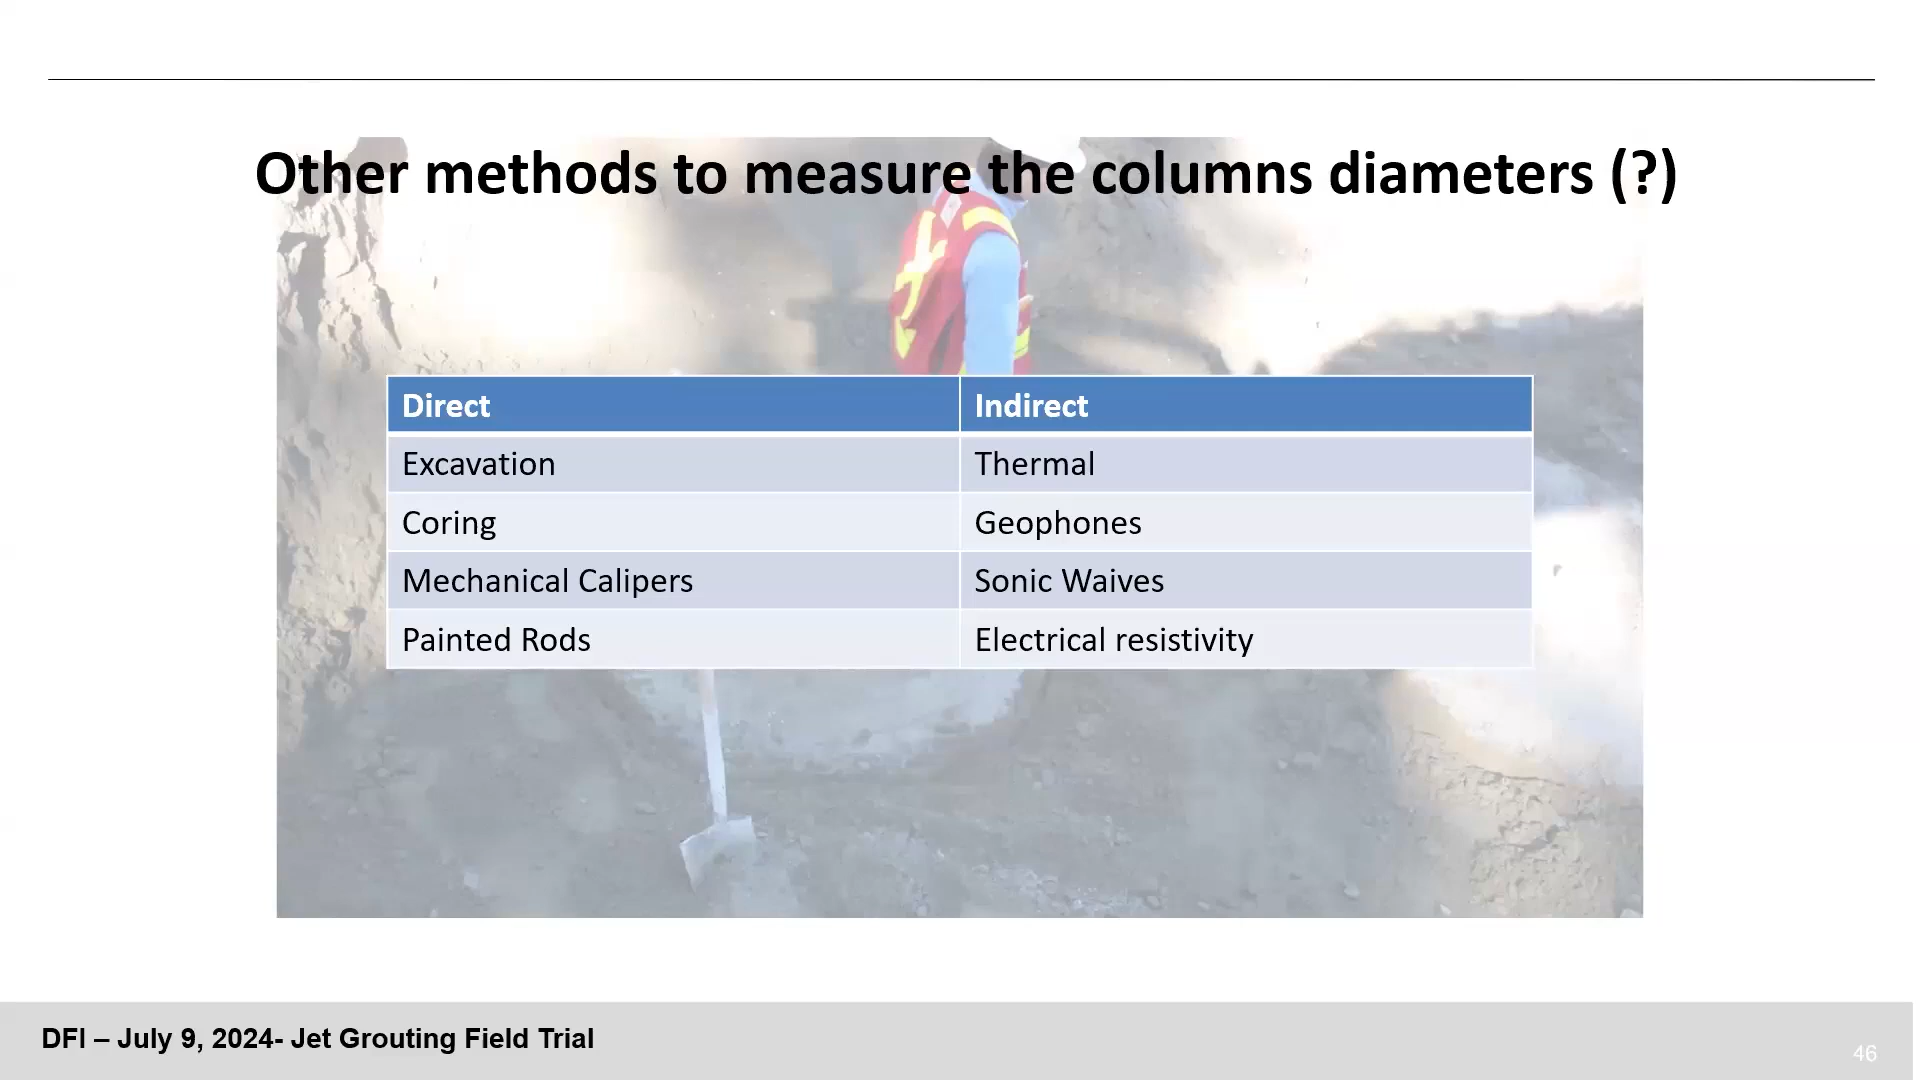 Other methods to measure the columns diameters (?)
Direct Indirect
Excavation Thermal
Coring Geophones
Mechanical Calipers Sonic Waives
Painted Rods Electrical resistivity
DFI – July 9, 2024- Jet Grouting Field Trial
46